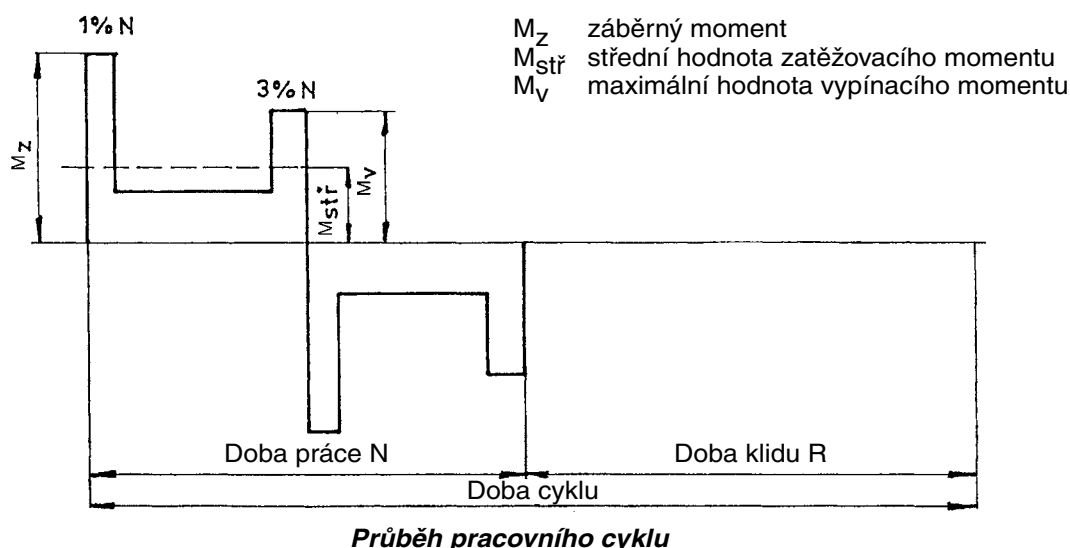 1% N
M_Z záběrný moment
M_stř střední hodnota zatěžovacího momentu
M_v maximální hodnota vypínacího momentu
3% N
M_Z
M_stř
M_v
Doba práce N
Doba klidu R
Doba cyklu
Průběh pracovního cyklu